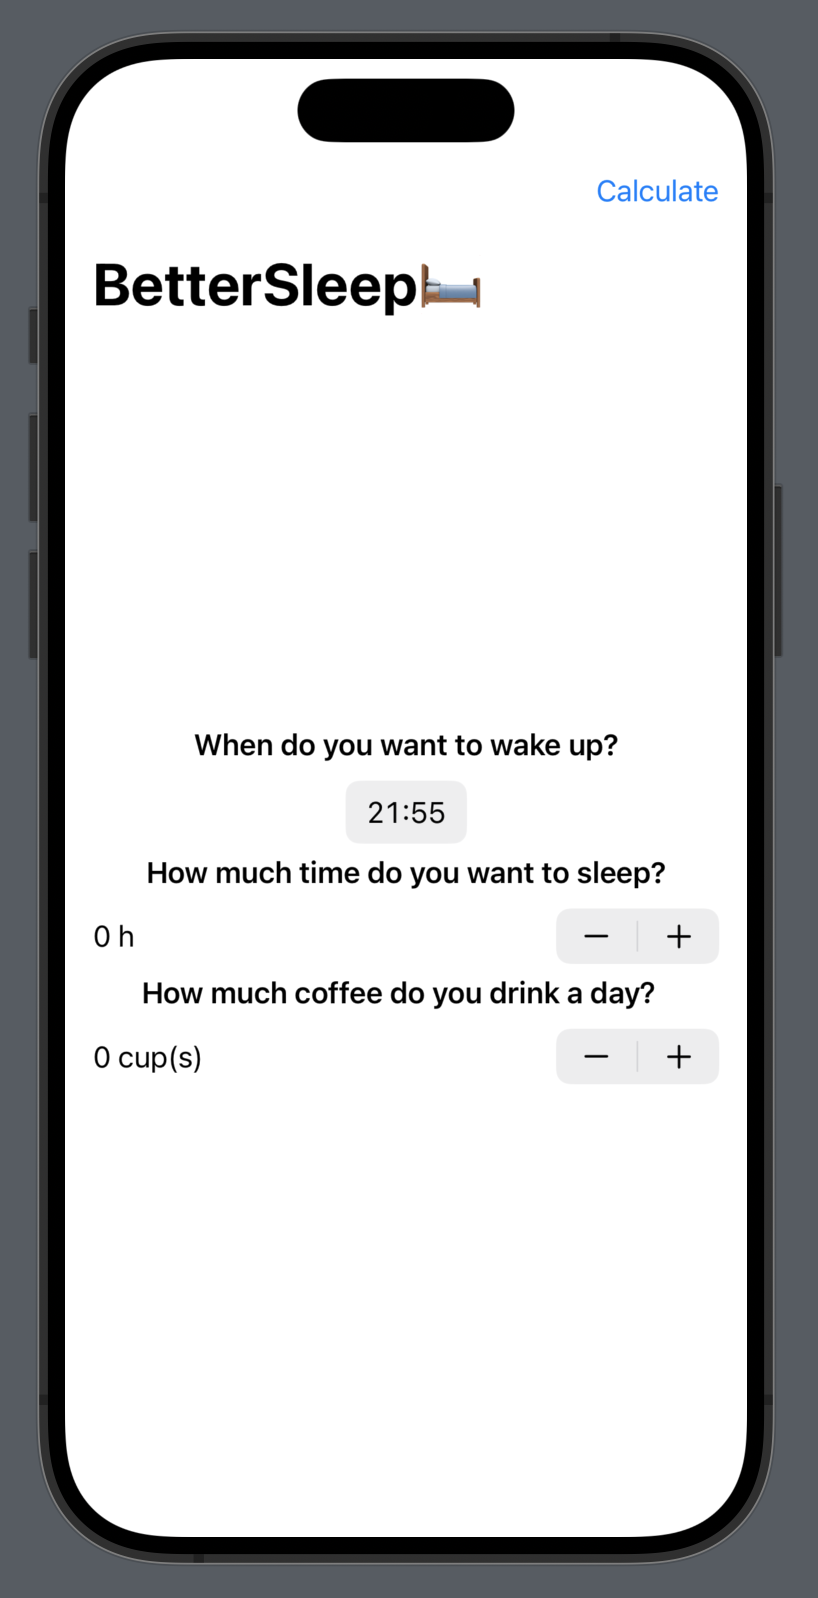 Calculate
BetterSleep🛏️
When do you want to wake up?
21:55
How much time do you want to sleep?
0 h
How much coffee do you drink a day?
0 cup(s)